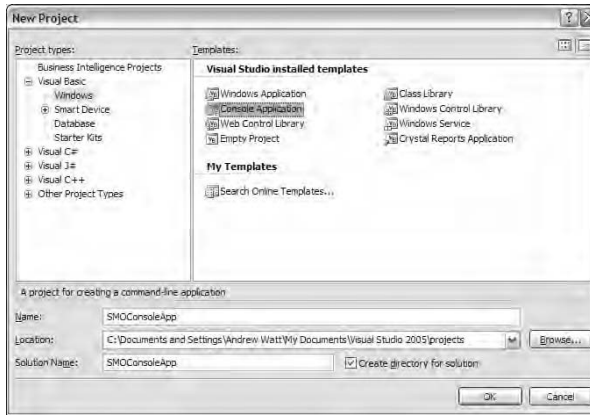 New Project
Project types:
Templates:
Business Intelligence Projects
Visual Basic
Windows
Smart Device
Database
Starter Kits
Visual C#
Visual J#
Visual C++
Other Project Types
Visual Studio installed templates
Windows Application
Console Application
Web Control Library
Empty Project
Class Library
Windows Control Library
Windows Service
Crystal Reports Application
My Templates
Search Online Templates...
A project for creating a command-line application
Name:
SMOConsoleApp
Location:
C:\Documents and Settings\Andrew Watt\My Documents\Visual Studio 2005\projects
Browse...
Solution Name:
SMOConsoleApp
Create directory for solution
OK
Cancel